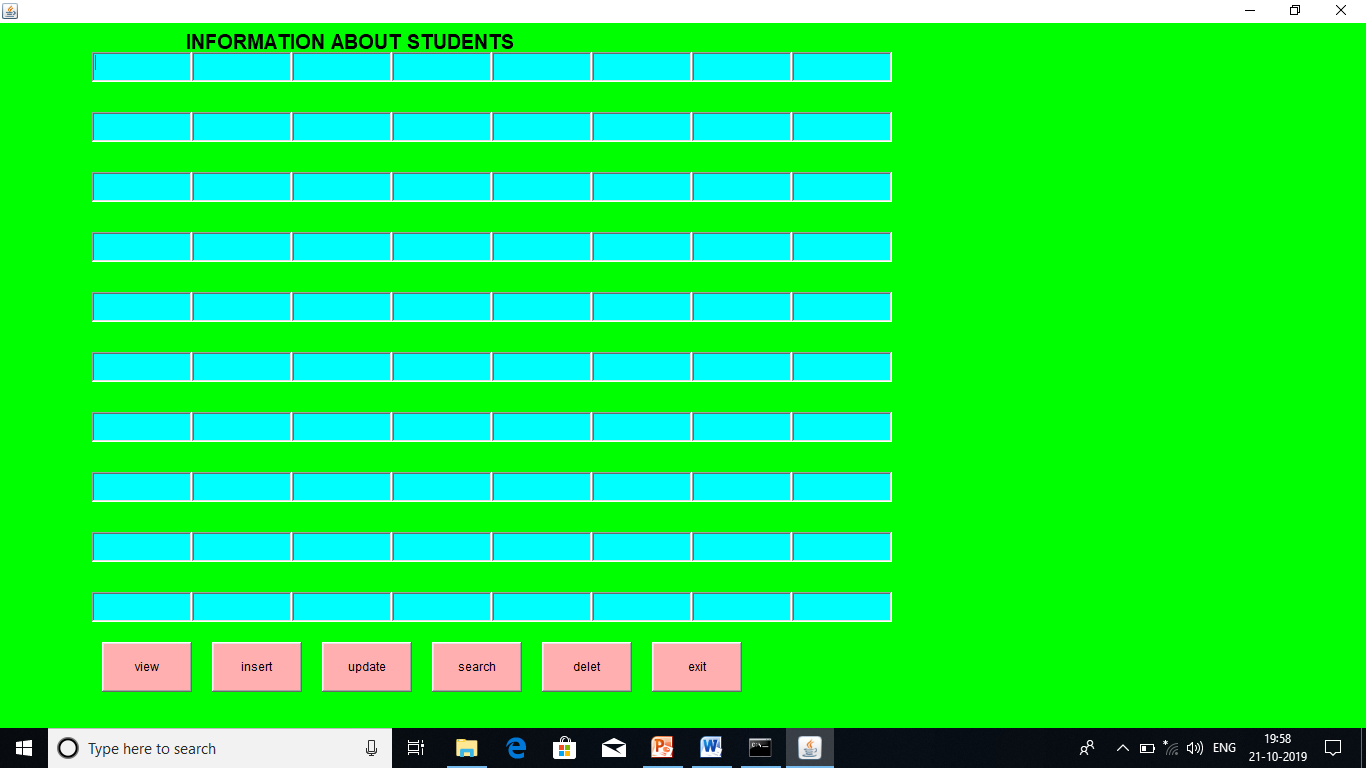 INFORMATION ABOUT STUDENTS
view insert update search delet exit
Type here to search
ENG
19:58
21-10-2019